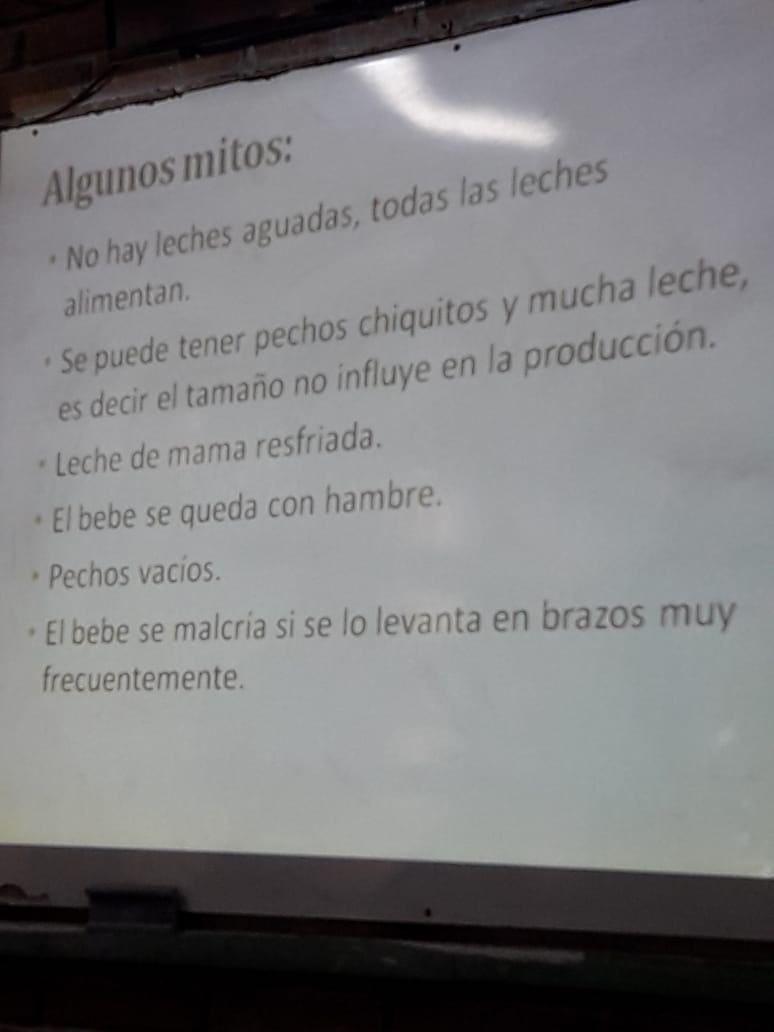 Algunos mitos:
• No hay leches aguadas, todas las leches
alimentan.
• Se puede tener pechos chiquitos y mucha leche,
es decir el tamaño no influye en la producción.
• Leche de mama resfriada.
• El bebe se queda con hambre.
• Pechos vacíos.
• El bebe se malcria si se lo levanta en brazos muy
frecuentemente.